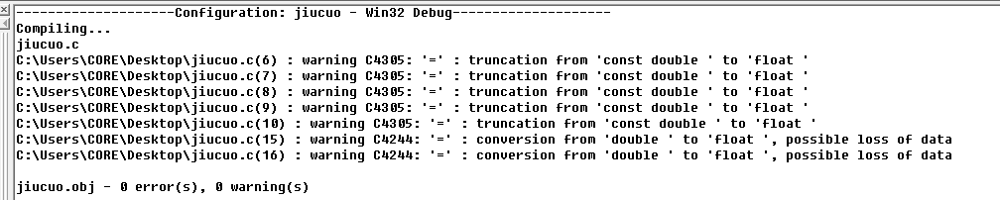 --------------------Configuration: jiucuo - Win32 Debug--------------------
Compiling...
jiucuo.c
C:\Users\CORE\Desktop\jiucuo.c(6) : warning C4305: '=' : truncation from 'const double ' to 'float '
C:\Users\CORE\Desktop\jiucuo.c(7) : warning C4305: '=' : truncation from 'const double ' to 'float '
C:\Users\CORE\Desktop\jiucuo.c(8) : warning C4305: '=' : truncation from 'const double ' to 'float '
C:\Users\CORE\Desktop\jiucuo.c(9) : warning C4305: '=' : truncation from 'const double ' to 'float '
C:\Users\CORE\Desktop\jiucuo.c(10) : warning C4305: '=' : truncation from 'const double ' to 'float '
C:\Users\CORE\Desktop\jiucuo.c(15) : warning C4244: '=' : conversion from 'double ' to 'float ', possible loss of data
C:\Users\CORE\Desktop\jiucuo.c(16) : warning C4244: '=' : conversion from 'double ' to 'float ', possible loss of data
jiucuo.obj - 0 error(s), 0 warning(s)